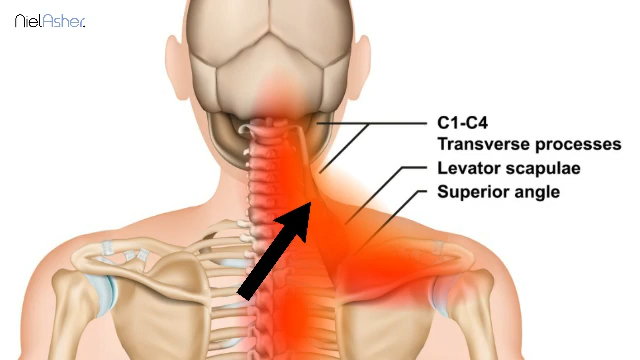 NielAsher.
C1-C4
Transverse processes
Levator scapulae
Superior angle